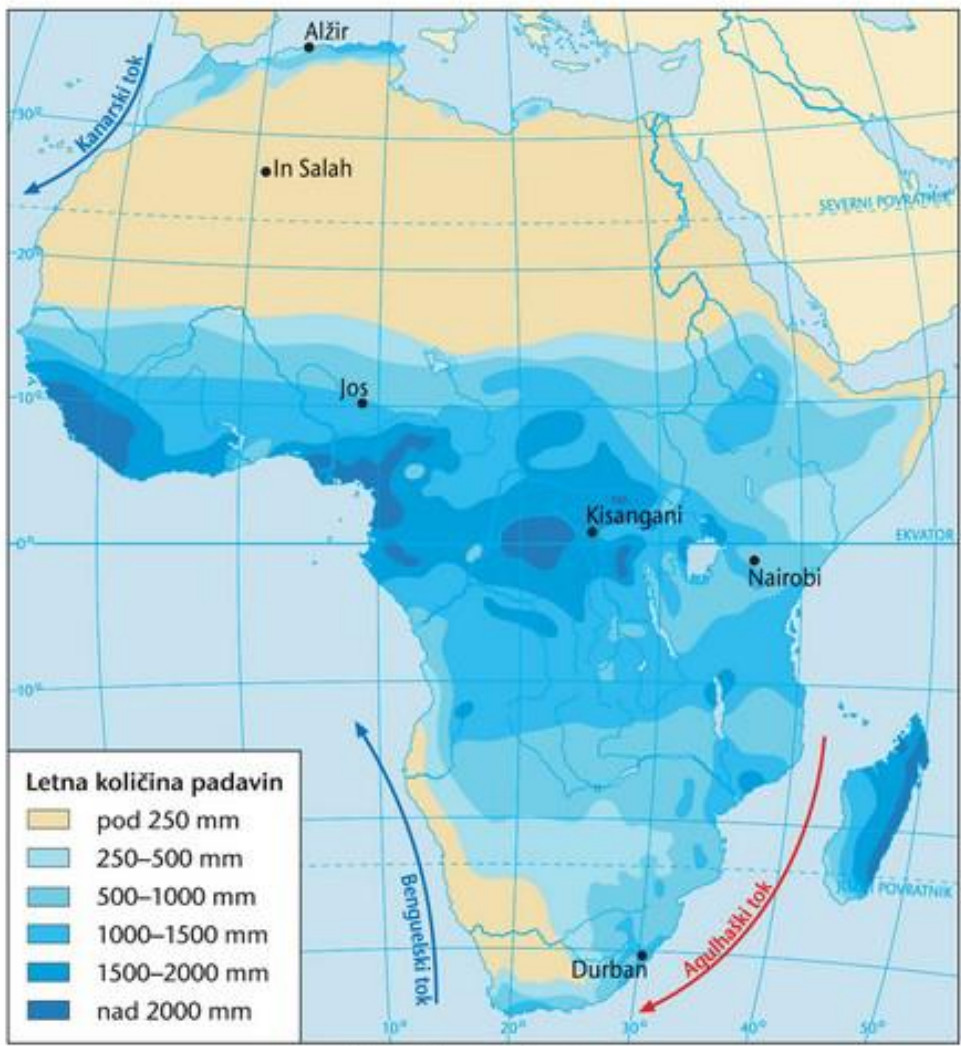 Alžir
Kanarski tok
30°
In Salah
SEVERNI POVRATNIK
20°
Jos
10°
Kisangani
0°
EKVATOR
Nairobi
10°
Letna količina padavin
pod 250 mm
250–500 mm
500–1000 mm
1000–1500 mm
1500–2000 mm
nad 2000 mm
Benguelski tok
Agulhaški tok
POVRATNIK
Durban
10°
20°
30°
40°
50°